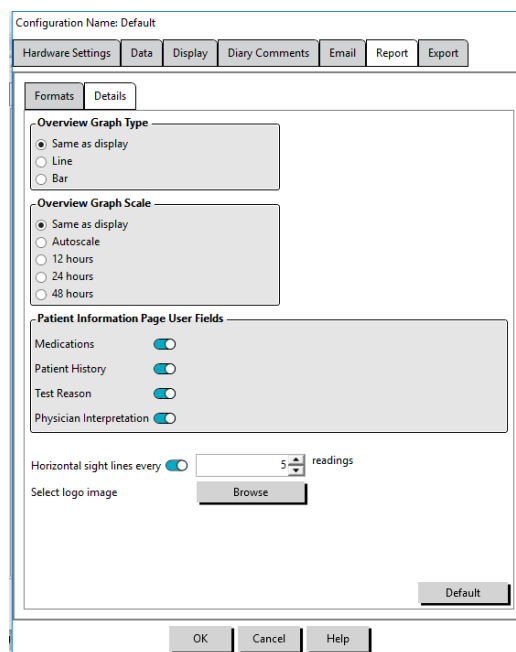 Configuration Name: Default
Hardware Settings Data Display Diary Comments Email Report Export
Formats Details
Overview Graph Type
Same as display
Line
Bar
Overview Graph Scale
Same as display
Autoscale
12 hours
24 hours
48 hours
Patient Information Page User Fields
Medications
Patient History
Test Reason
Physician Interpretation
Horizontal sight lines every 5 readings
Select logo image Browse
Default
OK Cancel Help